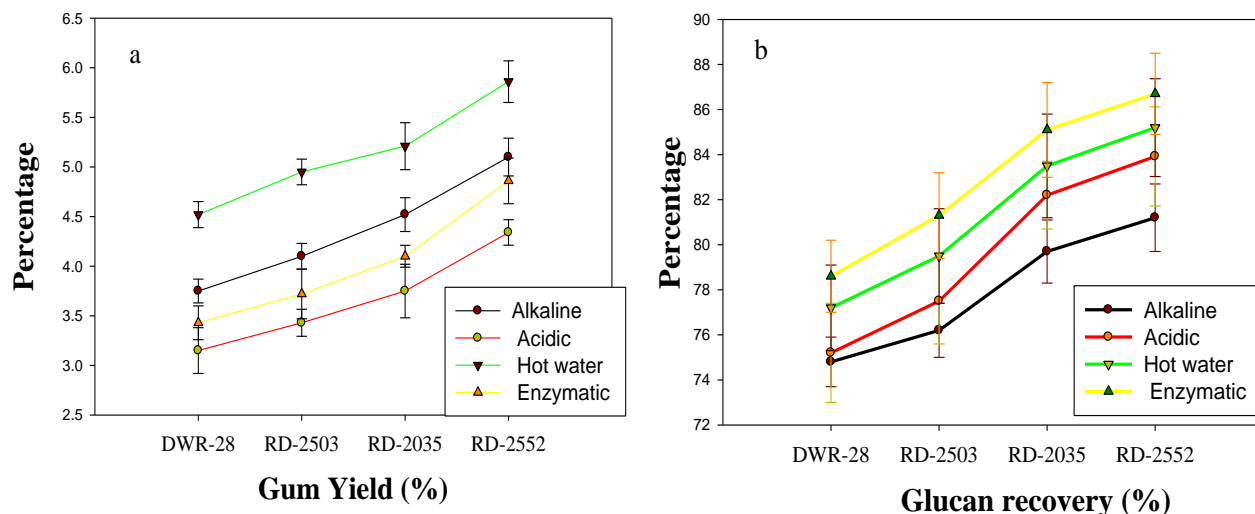 a
Percentage
6.5
6.0
5.5
5.0
4.5
4.0
3.5
3.0
2.5
DWR-28 RD-2503 RD-2035 RD-2552
Gum Yield (%)
Alkaline
Acidic
Hot water
Enzymatic
b
Percentage
90
88
86
84
82
80
78
76
74
72
DWR-28 RD-2503 RD-2035 RD-2552
Glucan recovery (%)
Alkaline
Acidic
Hot water
Enzymatic